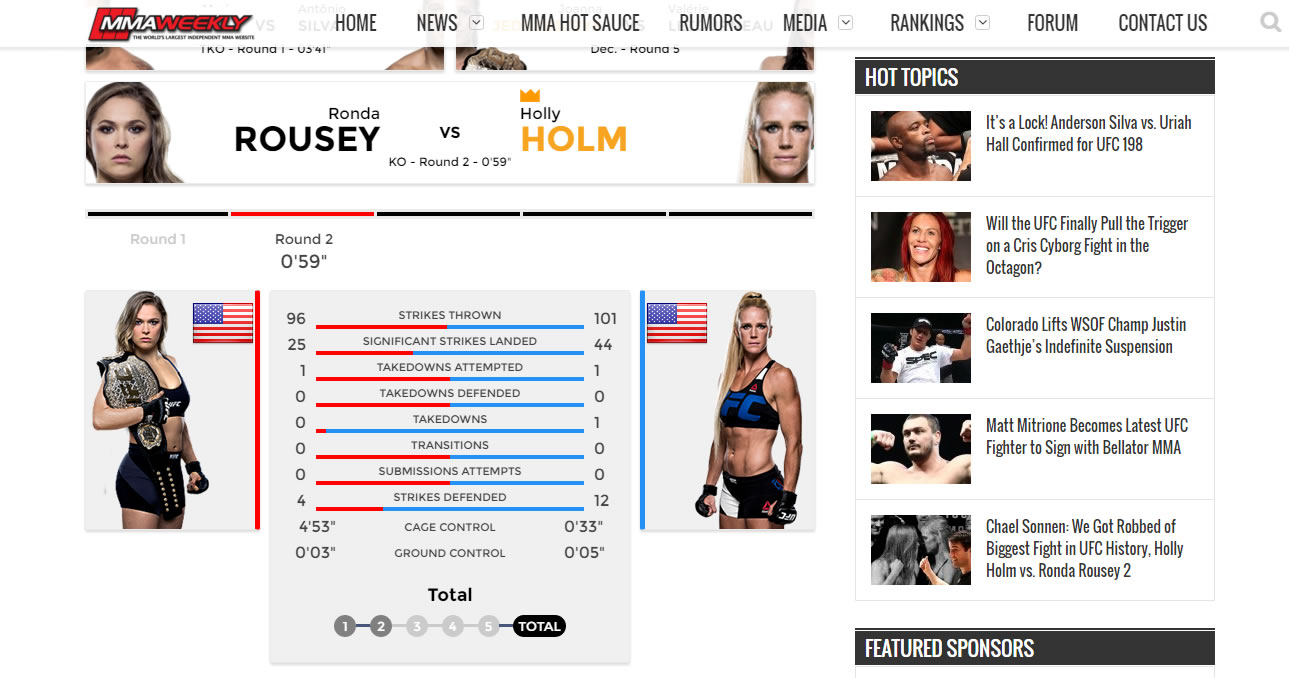 MMAWEEKLY
THE WORLD'S LARGEST INDEPENDENT MMA WEBSITE
HOME
NEWS
MMA HOT SAUCE
RUMORS
MEDIA
RANKINGS
FORUM
CONTACT US
Antônio
SILVA
VS
Joanna
VS
Valérie
TKO - Round 1 - 03'41"
Dec. - Round 5
Ronda
ROUSEY
VS
Holly
HOLM
KO - Round 2 - 0'59"
Round 1
Round 2
0'59"
96 STRIKES THROWN 101
25 SIGNIFICANT STRIKES LANDED 44
1 TAKEDOWNS ATTEMPTED 1
0 TAKEDOWNS DEFENDED 0
0 TAKEDOWNS 1
0 TRANSITIONS 0
0 SUBMISSIONS ATTEMPTS 0
4 STRIKES DEFENDED 12
4'53" CAGE CONTROL 0'33"
0'03" GROUND CONTROL 0'05"
Total
1 2 3 4 5 TOTAL
UFC
UFC
HOT TOPICS
It's a Lock! Anderson Silva vs. Uriah
Hall Confirmed for UFC 198
Will the UFC Finally Pull the Trigger
on a Cris Cyborg Fight in the
Octagon?
Colorado Lifts WSOF Champ Justin
Gaethje's Indefinite Suspension
Matt Mitrione Becomes Latest UFC
Fighter to Sign with Bellator MMA
Chael Sonnen: We Got Robbed of
Biggest Fight in UFC History, Holly
Holm vs. Ronda Rousey 2
FEATURED SPONSORS